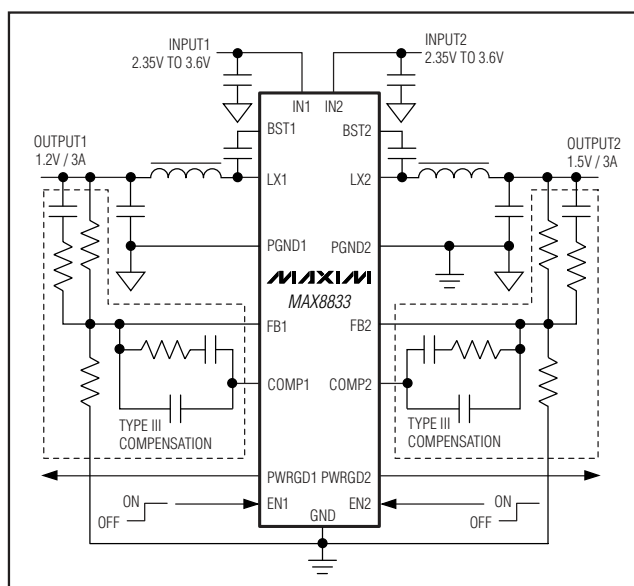 INPUT1
2.35V TO 3.6V
INPUT2
2.35V TO 3.6V
IN1
IN2
BST1
BST2
OUTPUT1
1.2V / 3A
OUTPUT2
1.5V / 3A
LX1
LX2
PGND1
PGND2
MAXIM
MAX8833
FB1
FB2
COMP1
COMP2
TYPE III
COMPENSATION
TYPE III
COMPENSATION
PWRGD1
PWRGD2
ON
OFF
EN1
EN2
ON
OFF
GND